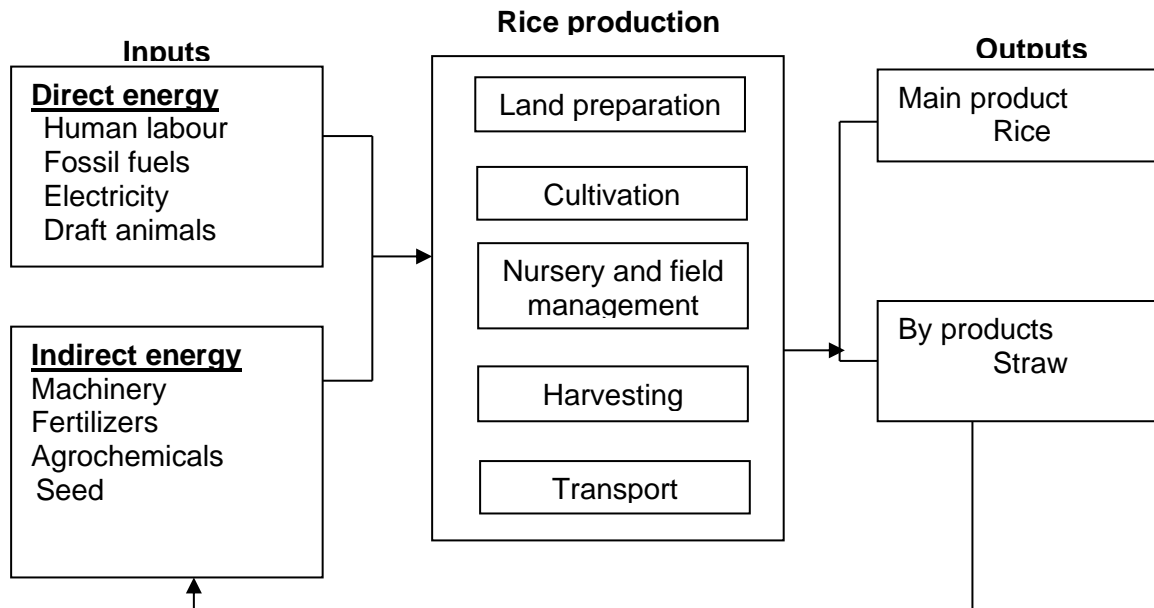 Rice production
Inputs
Direct energy
Human labour
Fossil fuels
Electricity
Draft animals
Indirect energy
Machinery
Fertilizers
Agrochemicals
Seed
Land preparation
Cultivation
Nursery and field
management
Harvesting
Transport
Outputs
Main product
Rice
By products
Straw